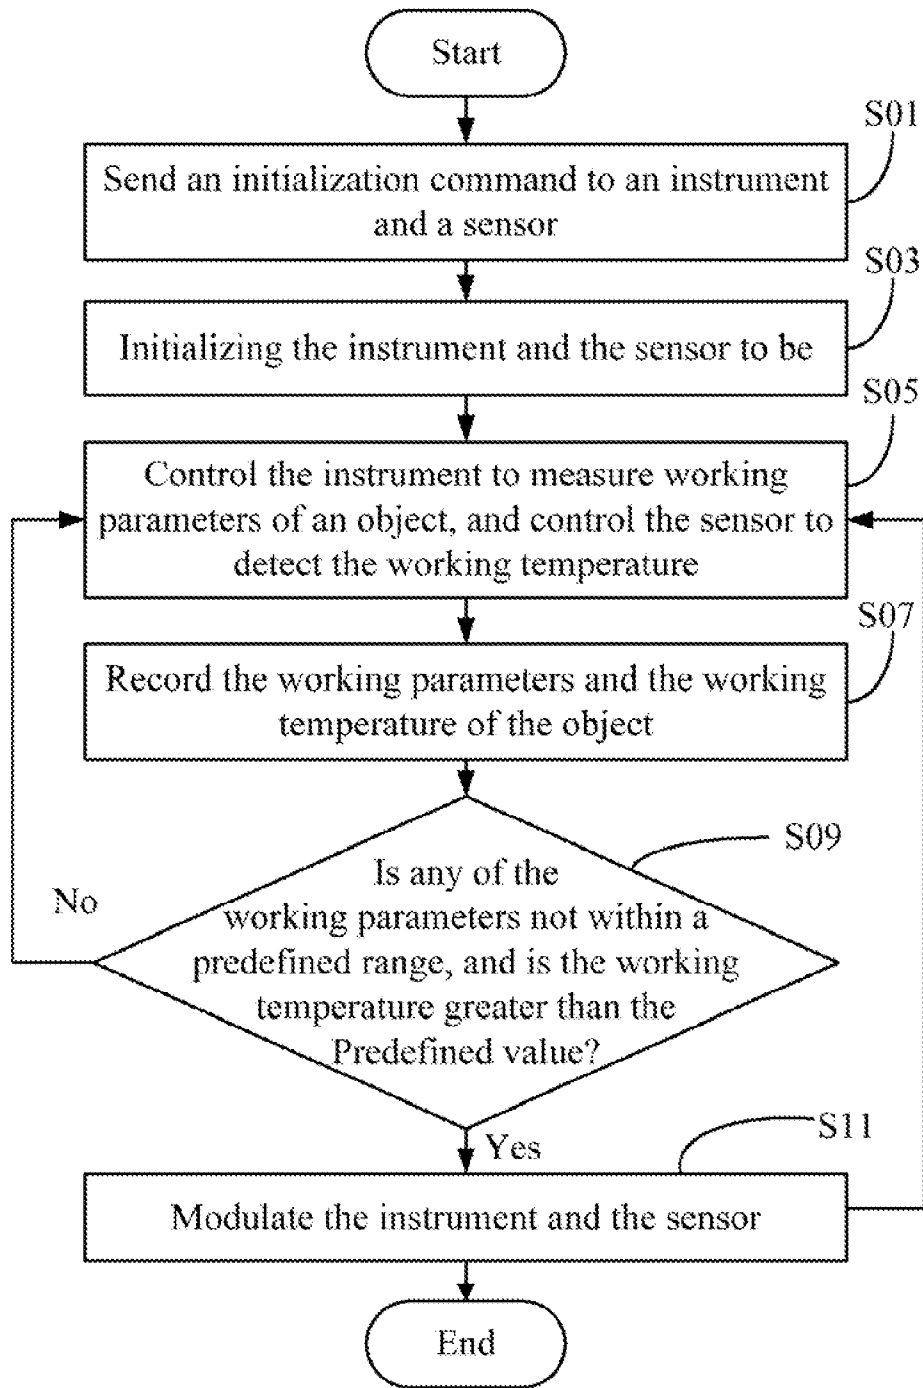 Start
S01
Send an initialization command to an instrument
and a sensor
S03
Initializing the instrument and the sensor to be
S05
Control the instrument to measure working
parameters of an object, and control the sensor to
detect the working temperature
S07
Record the working parameters and the working
temperature of the object
S09
Is any of the
working parameters not within a
predefined range, and is the working
temperature greater than the
Predefined value?
No
Yes
S11
Modulate the instrument and the sensor
End